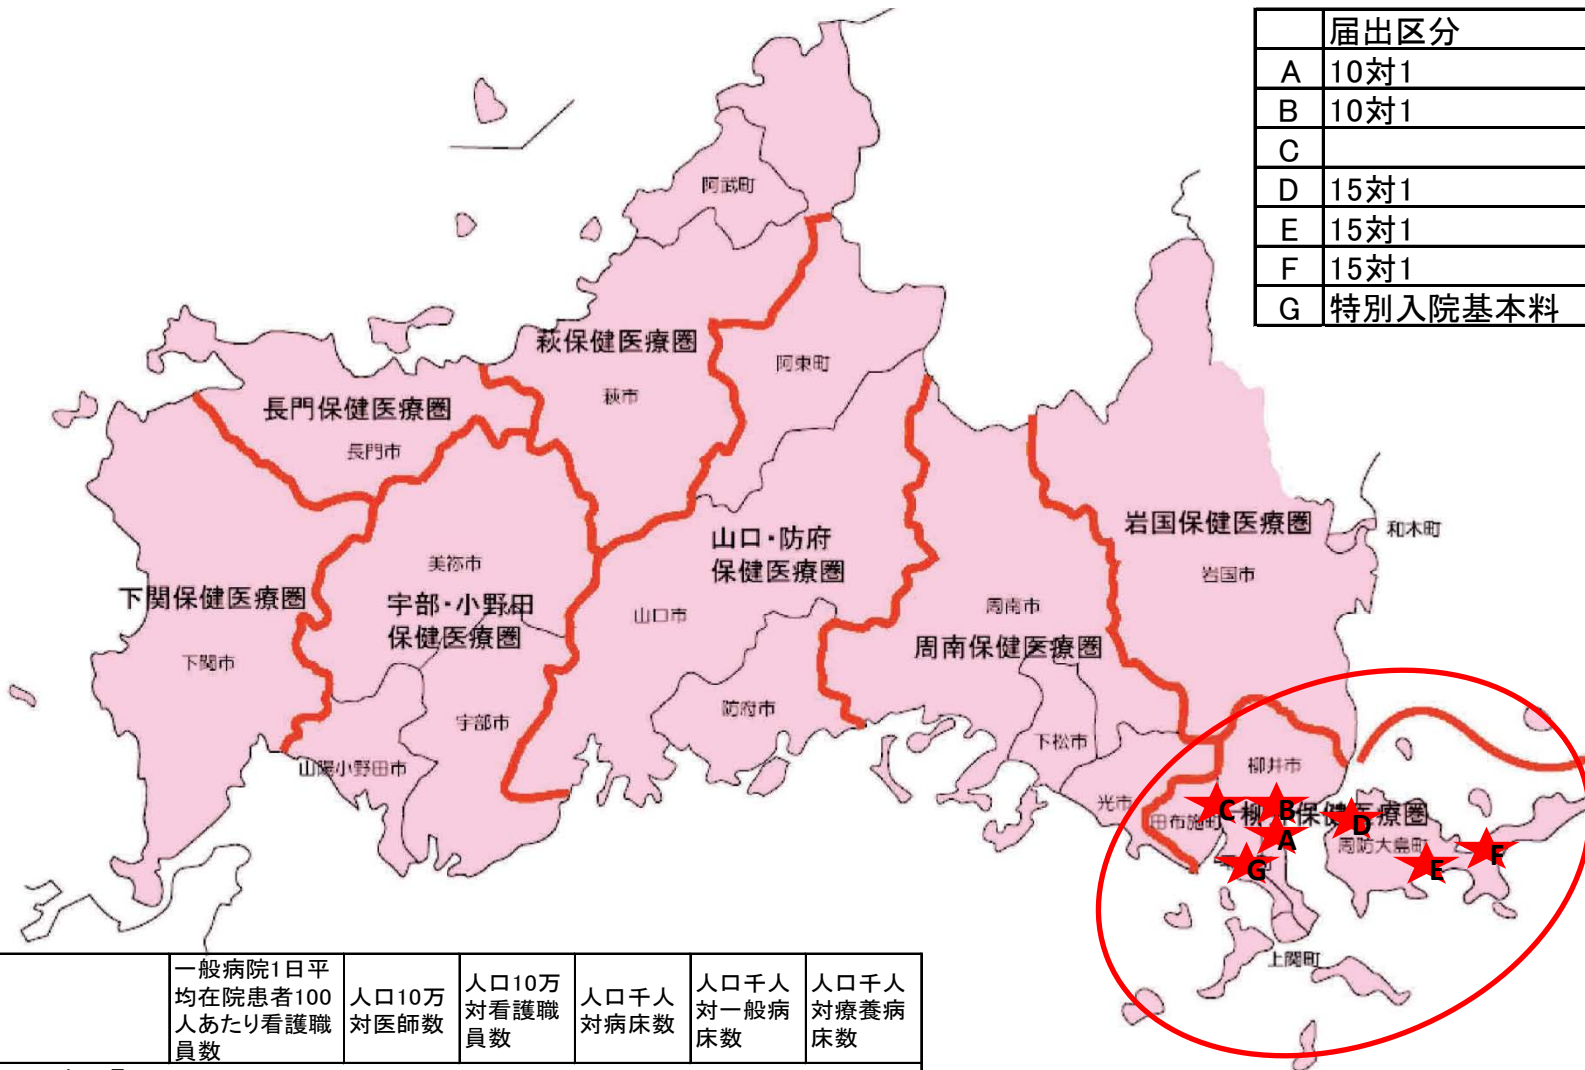 届出区分
A 10対1
B 10対1
C
D 15対1
E 15対1
F 15対1
G 特別入院基本料
阿武町
萩保健医療圏
萩市
阿東町
長門保健医療圏
長門市
岩国保健医療圏
和木町
岩国市
山口・防府
保健医療圏
山口市
美祢市
宇部・小野田
保健医療圏
下関保健医療圏
下関市
周南市
周南保健医療圏
防府市
宇部市
山陽小野田市
下松市
光市
柳井市
田布施町
保健医療圏
周防大島町
上関町
C
B
A
D
E
F
G
一般病院1日平
均在院患者100
人あたり看護職
員数
人口10万
対医師数
人口10万
対看護職
員数
人口千人
対病床数
人口千人
対一般病
床数
人口千人
対療養病
床数